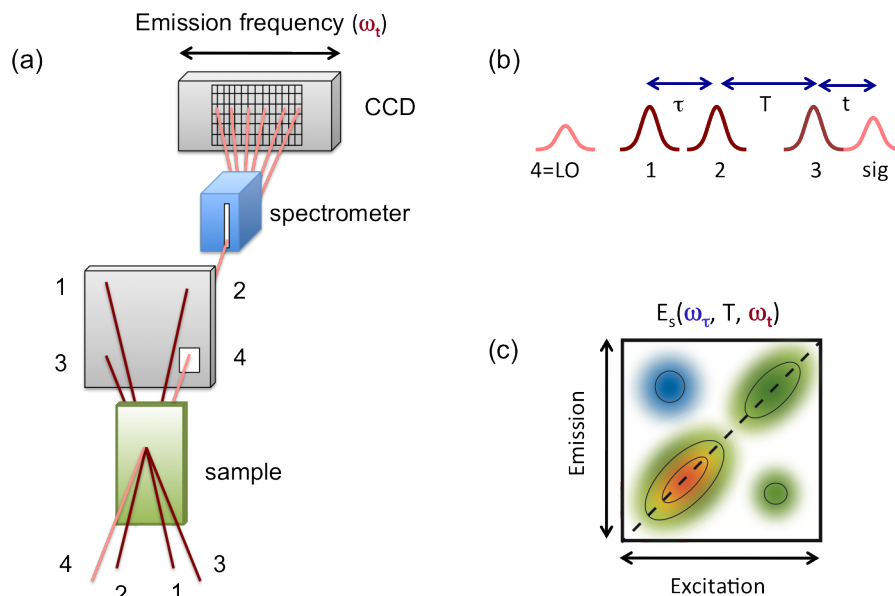 Emission frequency (ωt)
(a)
CCD
spectrometer
1
2
3
4
sample
4
2
1
3
(b)
τ
T
t
4=LO
1
2
3
sig
Es(ωτ, T, ωt)
(c)
Emission
Excitation